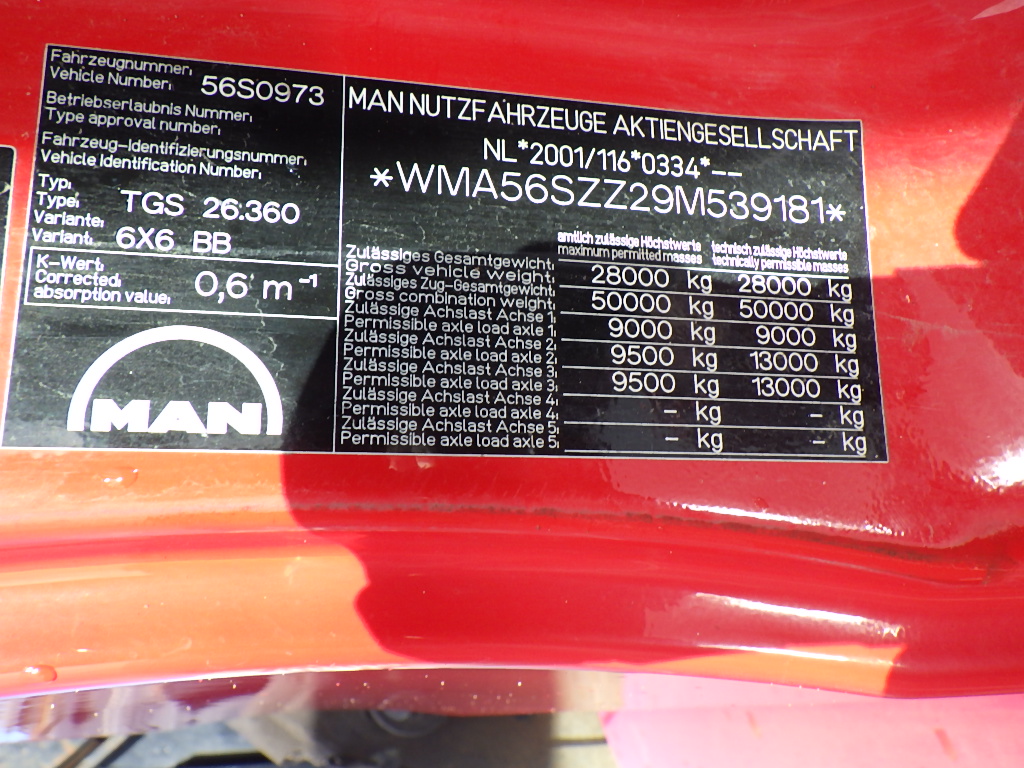 Fahrzeugnummer:
Vehicle Number: 56S0973
Betriebserlaubnis Nummer:
Type approval number:
Fahrzeug-Identifizierungsnummer:
Vehicle Identification Number:
Typ:
Type: TGS 26.360
Variante:
Variant: 6X6 BB
K-Wert:
Corrected: 0,6 m⁻¹
absorption value:
MAN
MAN NUTZFAHRZEUGE AKTIENGESELLSCHAFT
NL*2001/116*0334*--
*WMA56SZZ29M539181*
amtlich zulässige Höchstwerte technisch zulässige Höchstwerte
maximum permitted masses technically permissible masses
Zulässiges Gesamtgewicht:
Gross vehicle weight: 28000 kg 28000 kg
Zulässiges Zug-Gesamtgewicht:
Gross combination weight: 50000 kg 50000 kg
Zulässige Achslast Achse 1:
Permissible axle load axle 1: 9000 kg 9000 kg
Zulässige Achslast Achse 2:
Permissible axle load axle 2: 9500 kg 13000 kg
Zulässige Achslast Achse 3:
Permissible axle load axle 3: 9500 kg 13000 kg
Zulässige Achslast Achse 4:
Permissible axle load axle 4: - kg - kg
Zulässige Achslast Achse 5:
Permissible axle load axle 5: - kg - kg